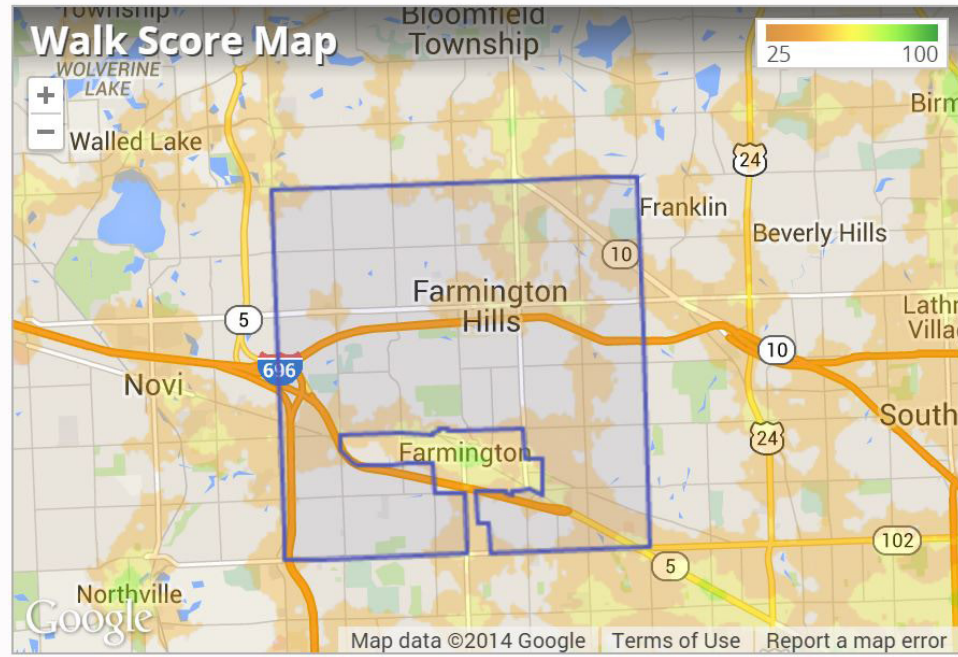 Township
Bloomfield
Township
Walk Score Map
25 100
WOLVERINE
LAKE
+
−
Walled Lake
Birm
24
Franklin
Beverly Hills
10
Farmington
Hills
Lathr
Villag
5
10
696
Novi
South
24
Farmington
102
5
Northville
Google
Map data ©2014 Google Terms of Use Report a map error